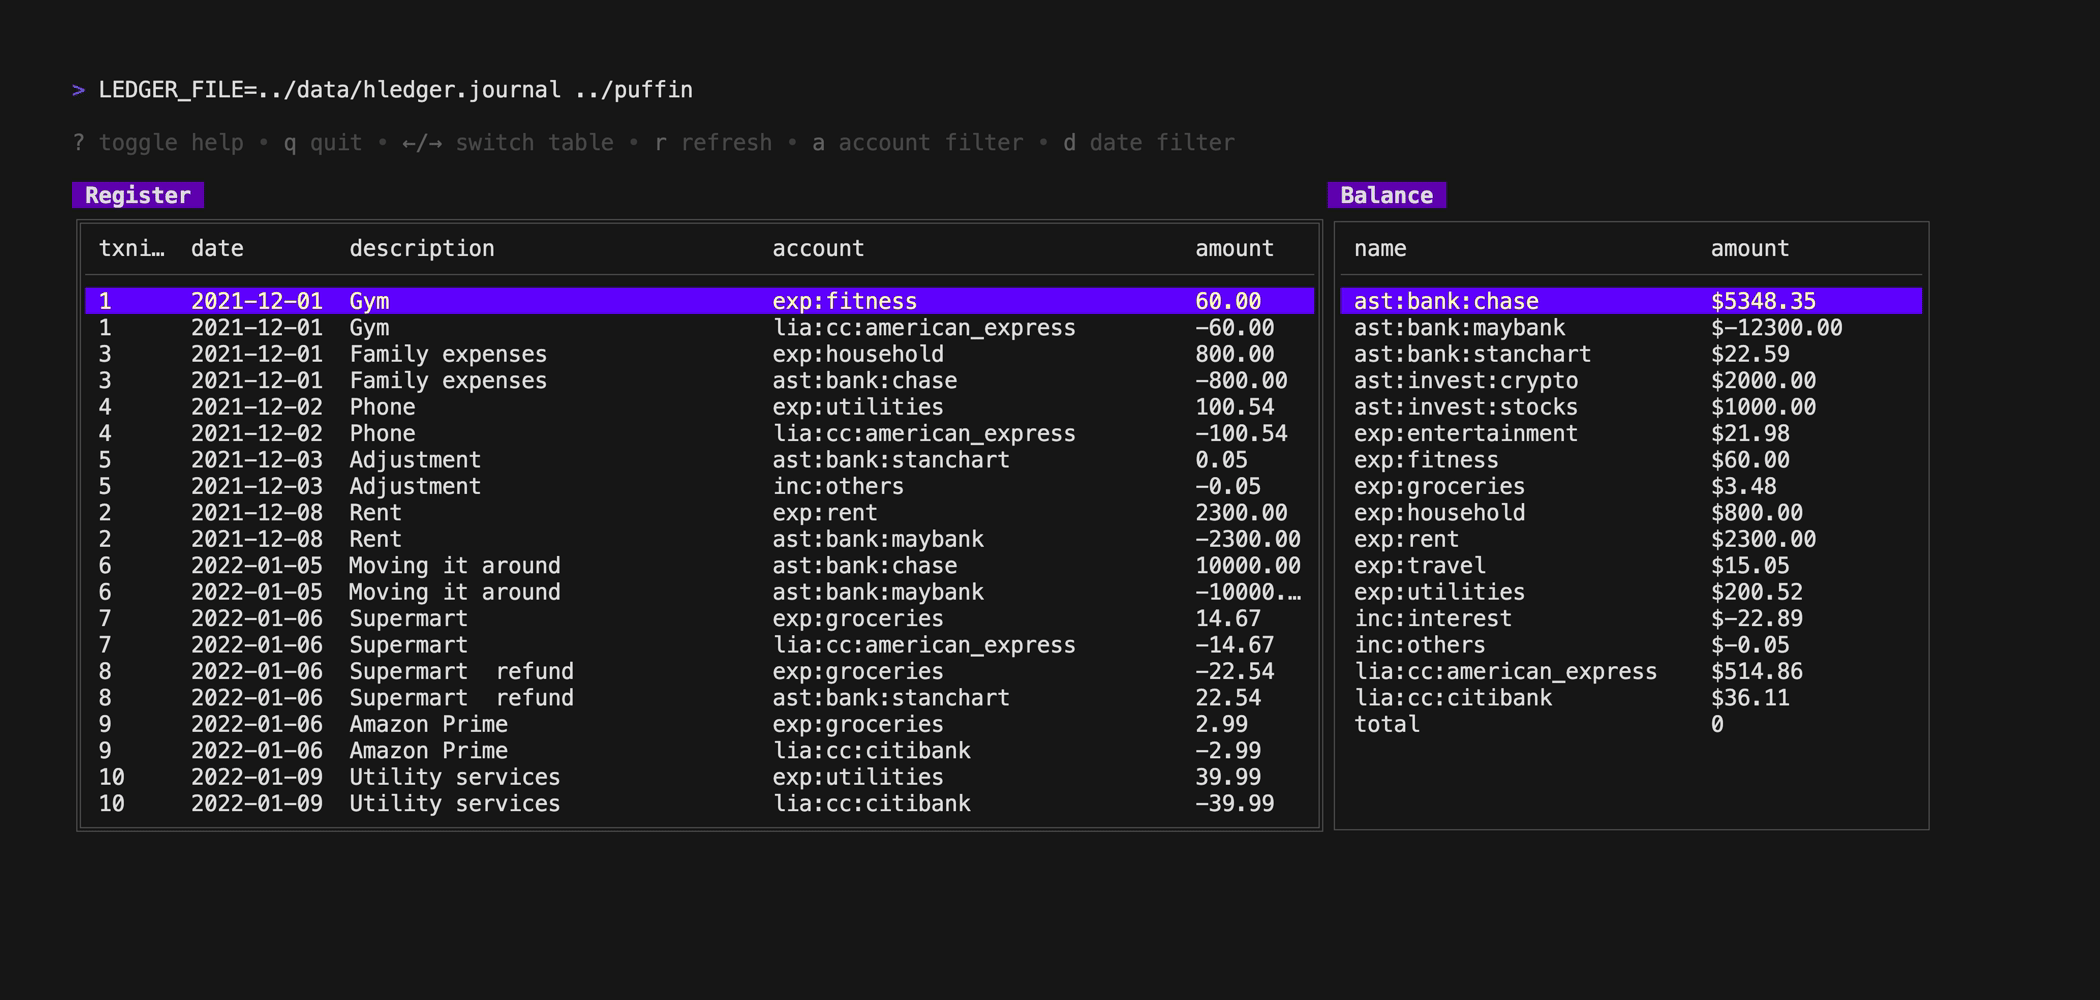 > LEDGER_FILE=../data/hledger.journal ../puffin
? toggle help • q quit • ←/→ switch table • r refresh • a account filter • d date filter
Register
txni… date description account amount
1 2021-12-01 Gym exp:fitness 60.00
1 2021-12-01 Gym lia:cc:american_express -60.00
3 2021-12-01 Family expenses exp:household 800.00
3 2021-12-01 Family expenses ast:bank:chase -800.00
4 2021-12-02 Phone exp:utilities 100.54
4 2021-12-02 Phone lia:cc:american_express -100.54
5 2021-12-03 Adjustment ast:bank:stanchart 0.05
5 2021-12-03 Adjustment inc:others -0.05
2 2021-12-08 Rent exp:rent 2300.00
2 2021-12-08 Rent ast:bank:maybank -2300.00
6 2022-01-05 Moving it around ast:bank:chase 10000.00
6 2022-01-05 Moving it around ast:bank:maybank -10000.…
7 2022-01-06 Supermart exp:groceries 14.67
7 2022-01-06 Supermart lia:cc:american_express -14.67
8 2022-01-06 Supermart  refund exp:groceries -22.54
8 2022-01-06 Supermart  refund ast:bank:stanchart 22.54
9 2022-01-06 Amazon Prime exp:groceries 2.99
9 2022-01-06 Amazon Prime lia:cc:citibank -2.99
10 2022-01-09 Utility services exp:utilities 39.99
10 2022-01-09 Utility services lia:cc:citibank -39.99
Balance
name amount
ast:bank:chase $5348.35
ast:bank:maybank $-12300.00
ast:bank:stanchart $22.59
ast:invest:crypto $2000.00
ast:invest:stocks $1000.00
exp:entertainment $21.98
exp:fitness $60.00
exp:groceries $3.48
exp:household $800.00
exp:rent $2300.00
exp:travel $15.05
exp:utilities $200.52
inc:interest $-22.89
inc:others $-0.05
lia:cc:american_express $514.86
lia:cc:citibank $36.11
total 0